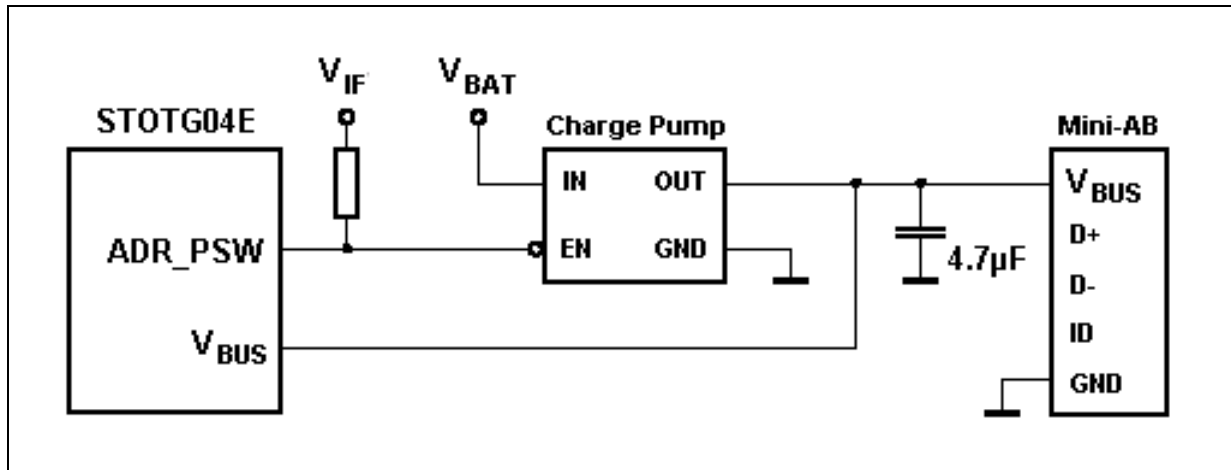 V_IF
V_BAT
STOTG04E
Charge Pump
Mini-AB
IN
OUT
V_BUS
ADR_PSW
EN
GND
4.7µF
D+
D-
ID
V_BUS
GND